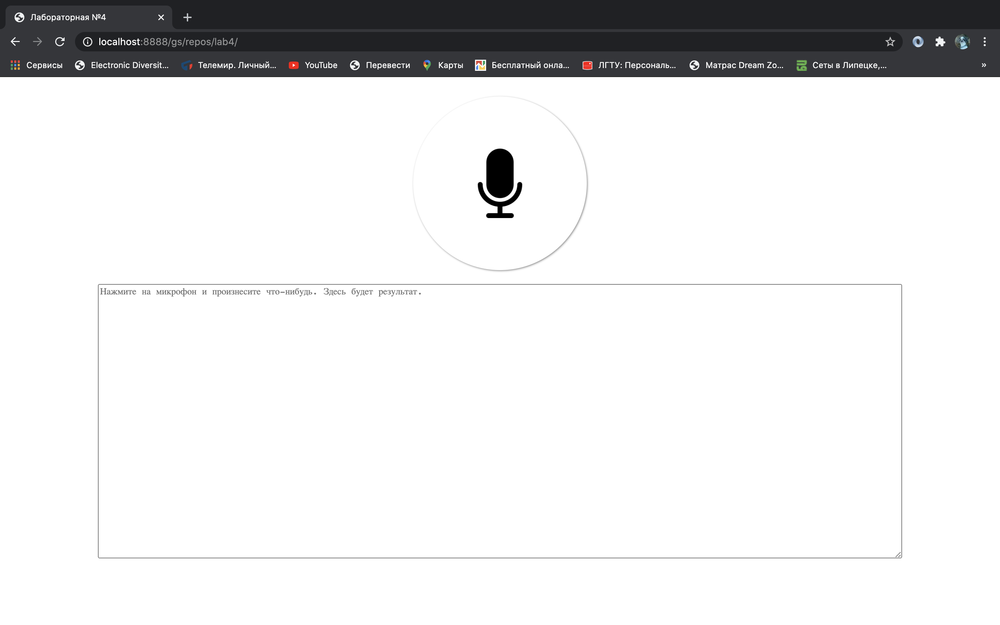 Лабораторная №4
localhost:8888/gs/repos/lab4/
Сервисы Electronic Diversit... Телемир. Личный... YouTube Перевести Карты Бесплатный онла... ЛГТУ: Персональ... Матрас Dream Zo... Сеты в Липецке,... »
Нажмите на микрофон и произнесите что-нибудь. Здесь будет результат.